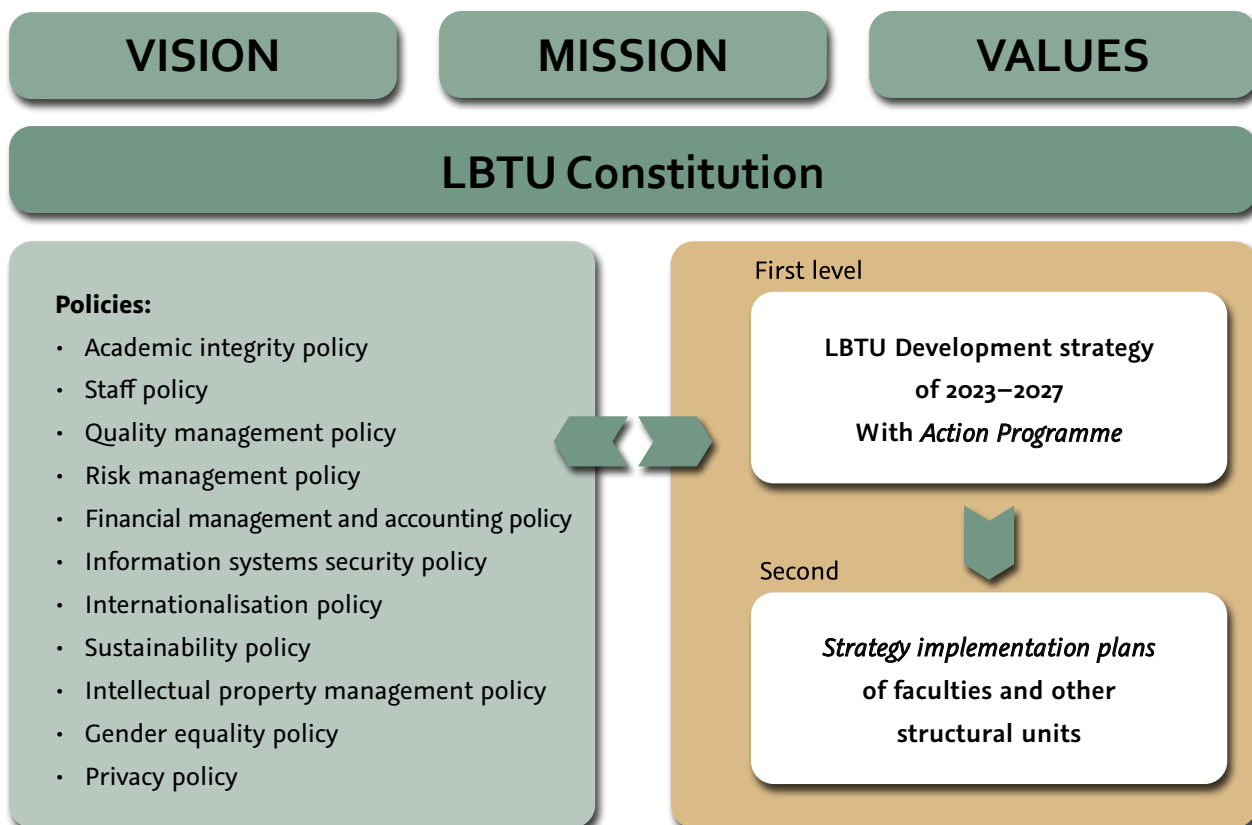 VISION
MISSION
VALUES
LBTU Constitution
Policies:
• Academic integrity policy
• Staff policy
• Quality management policy
• Risk management policy
• Financial management and accounting policy
• Information systems security policy
• Internationalisation policy
• Sustainability policy
• Intellectual property management policy
• Gender equality policy
• Privacy policy
First level
LBTU Development strategy
of 2023–2027
With Action Programme
Second
Strategy implementation plans
of faculties and other
structural units